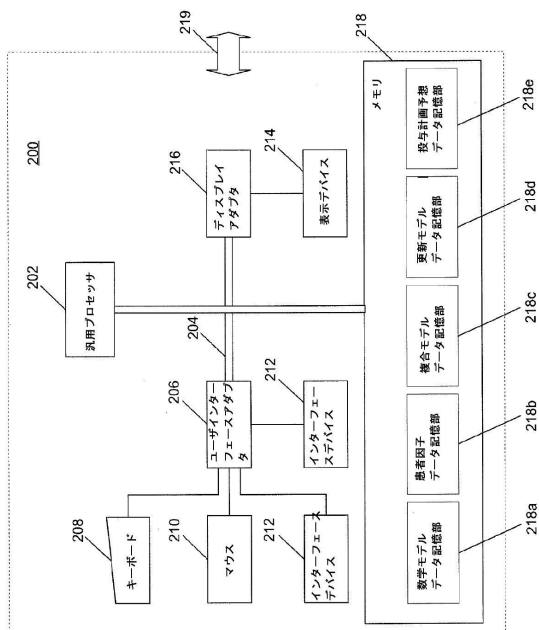 200
219
202
汎用プロセッサ
204
216
ディスプレイ
アダプタ
214
表示デバイス
206
ユーザインター
フェースアダプ
タ
212
インターフェー
スデバイス
208
キーボード
210
マウス
212
インターフェース
デバイス
218
メモリ
数学モデル
データ記憶部
218a
患者因子
データ記憶部
218b
複合モデル
データ記憶部
218c
更新モデル
データ記憶部
218d
投与計画予想
データ記憶部
218e